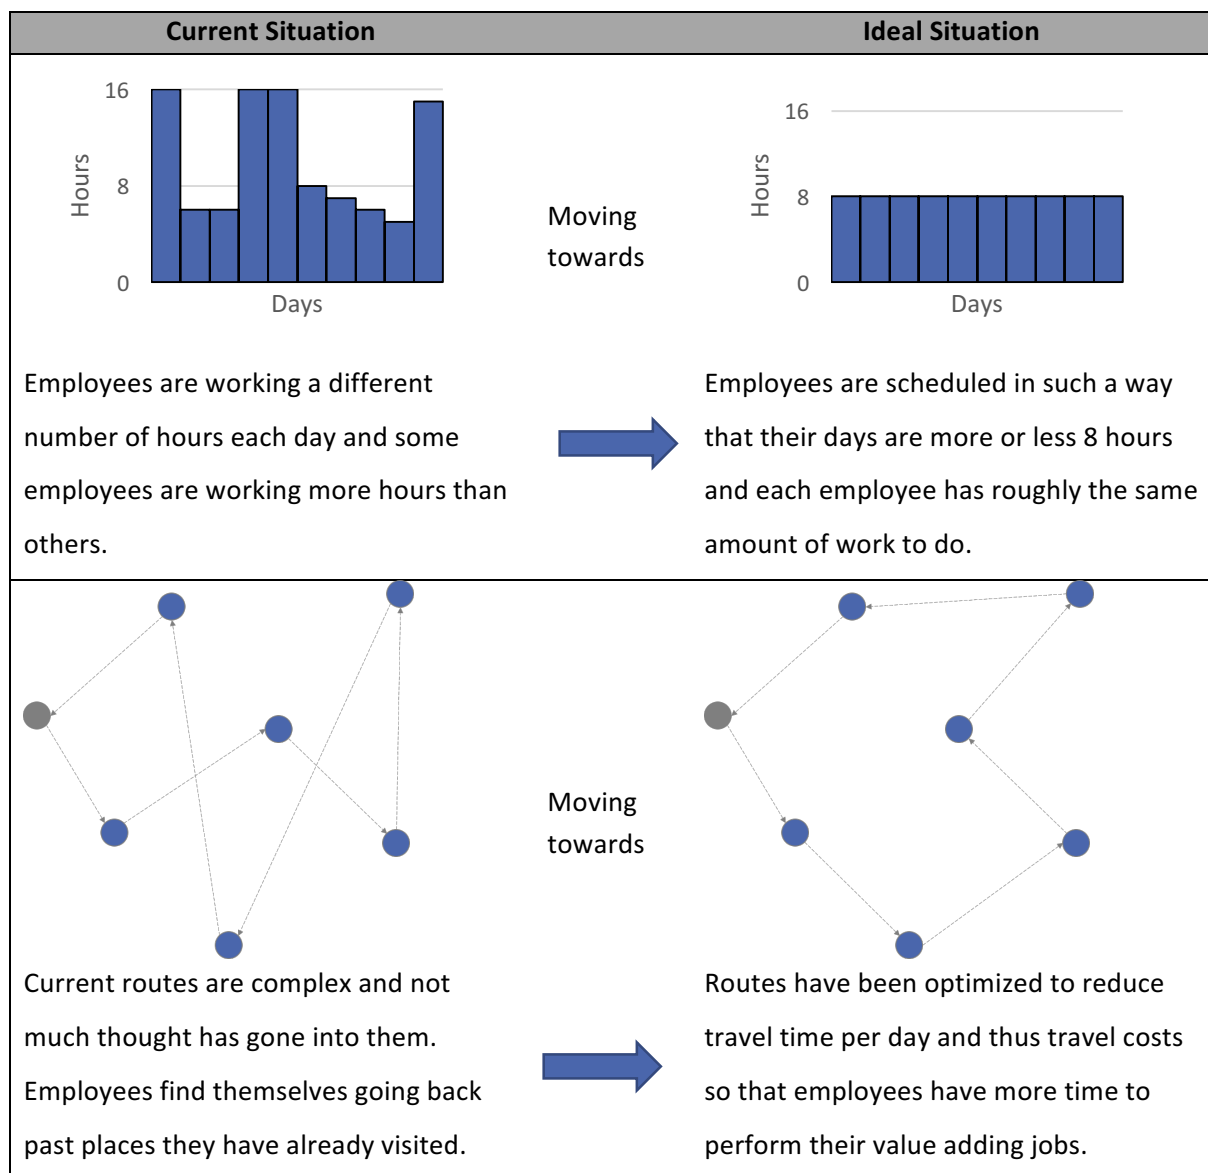 Current Situation
Ideal Situation
16
8
0
Hours
Days
Moving
towards
16
8
0
Hours
Days
Employees are working a different
number of hours each day and some
employees are working more hours than
others.
Employees are scheduled in such a way
that their days are more or less 8 hours
and each employee has roughly the same
amount of work to do.
Moving
towards
Current routes are complex and not
much thought has gone into them.
Employees find themselves going back
past places they have already visited.
Routes have been optimized to reduce
travel time per day and thus travel costs
so that employees have more time to
perform their value adding jobs.